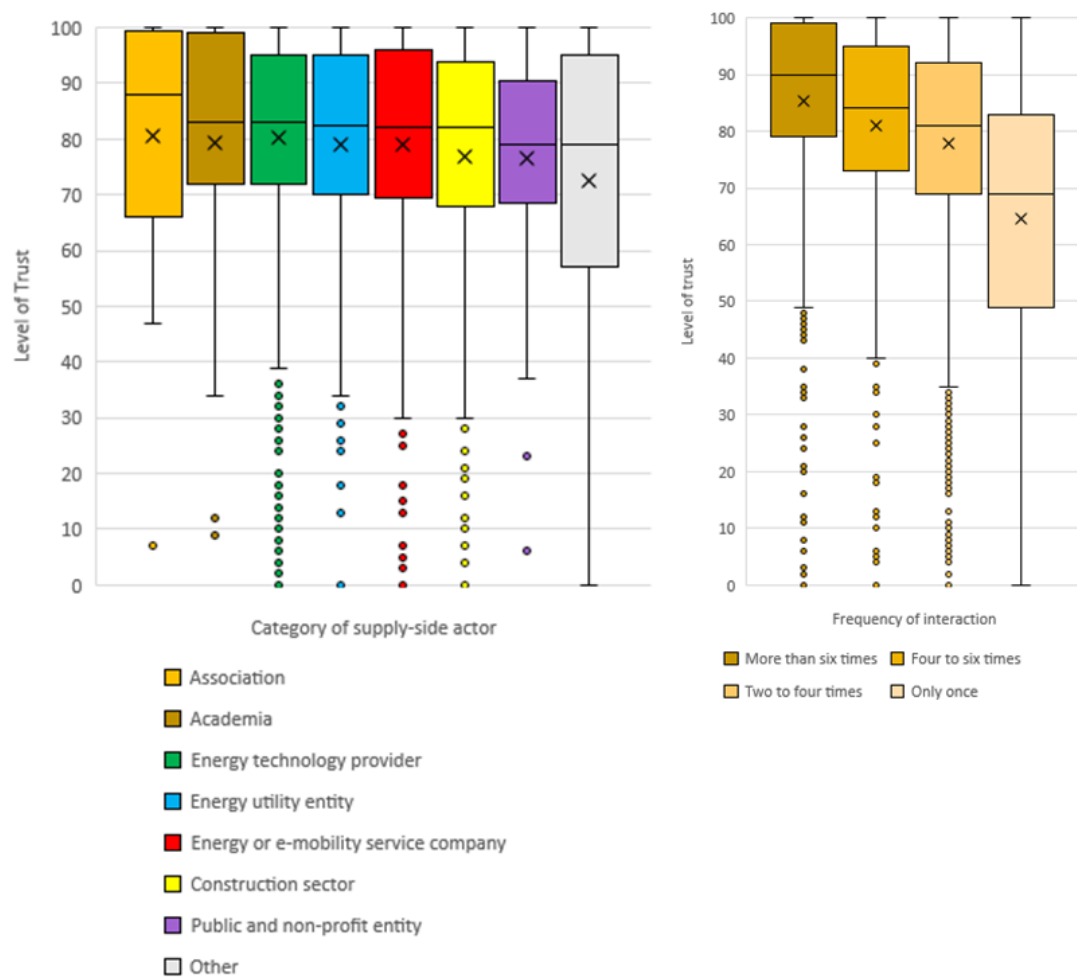 100
90
80
70
60
50
40
30
20
10
0
Level of Trust
Category of supply-side actor
Association
Academia
Energy technology provider
Energy utility entity
Energy or e-mobility service company
Construction sector
Public and non-profit entity
Other
100
90
80
70
60
50
40
30
20
10
0
Level of trust
Frequency of interaction
More than six times Four to six times
Two to four times Only once